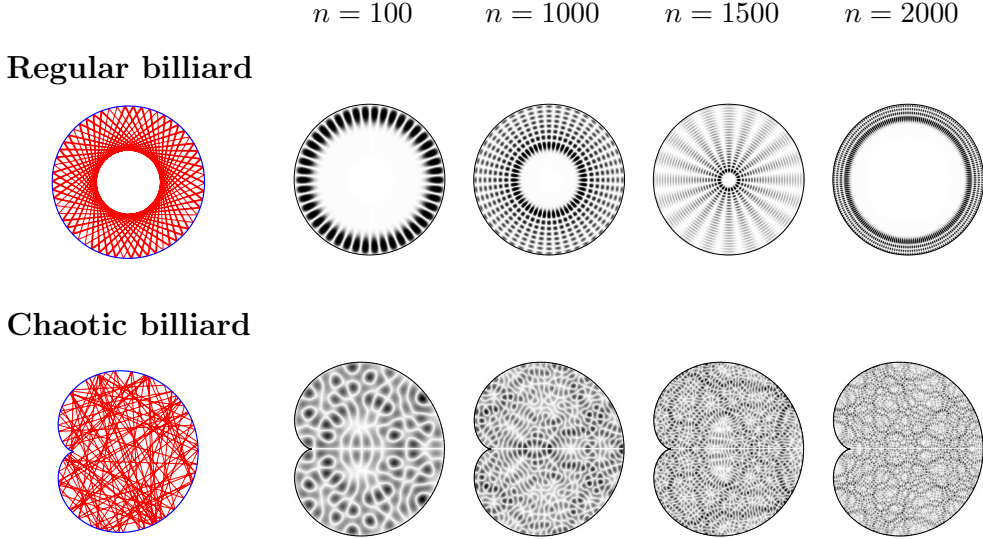 n = 100 n = 1000 n = 1500 n = 2000
Regular billiard
Chaotic billiard